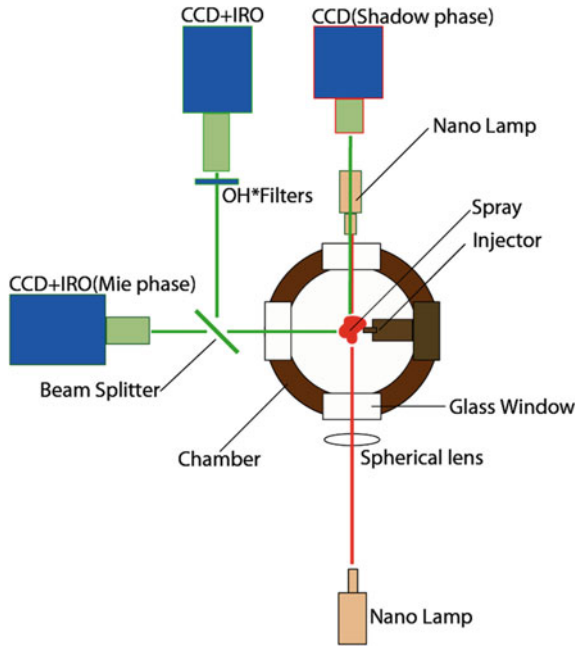 CCD+IRO
CCD(Shadow phase)
Nano Lamp
OH*Filters
Spray
Injector
CCD+IRO(Mie phase)
Beam Splitter
Glass Window
Chamber
Spherical lens
Nano Lamp